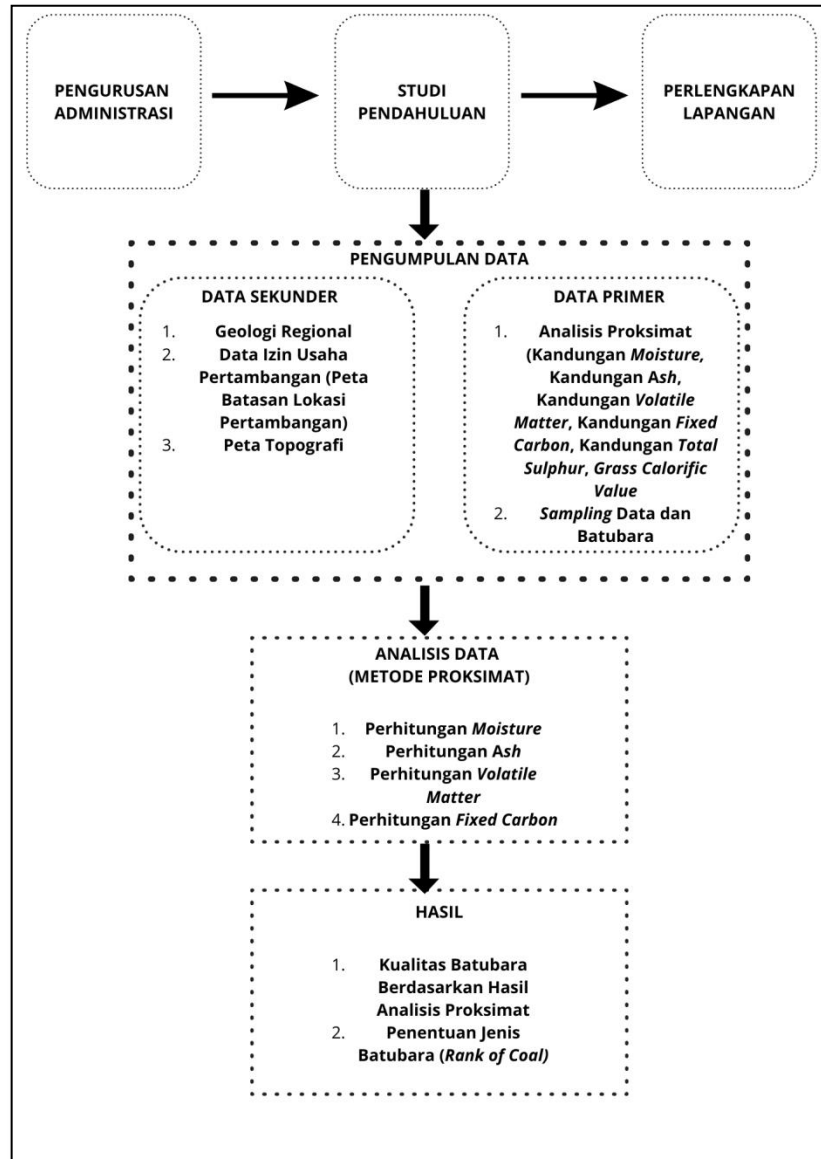 PENGURUSAN
ADMINISTRASI
STUDI
PENDAHULUAN
PERLENGKAPAN
LAPANGAN
PENGUMPULAN DATA
DATA SEKUNDER
1. Geologi Regional
2. Data Izin Usaha
Pertambangan (Peta
Batasan Lokasi
Pertambangan)
3. Peta Topografi
DATA PRIMER
1. Analisis Proksimat
(Kandungan Moisture,
Kandungan Ash,
Kandungan Volatile
Matter, Kandungan Fixed
Carbon, Kandungan Total
Sulphur, Grass Calorific
Value
2. Sampling Data dan
Batubara
ANALISIS DATA
(METODE PROKSIMAT)
1. Perhitungan Moisture
2. Perhitungan Ash
3. Perhitungan Volatile
Matter
4. Perhitungan Fixed Carbon
HASIL
1. Kualitas Batubara
Berdasarkan Hasil
Analisis Proksimat
2. Penentuan Jenis
Batubara (Rank of Coal)